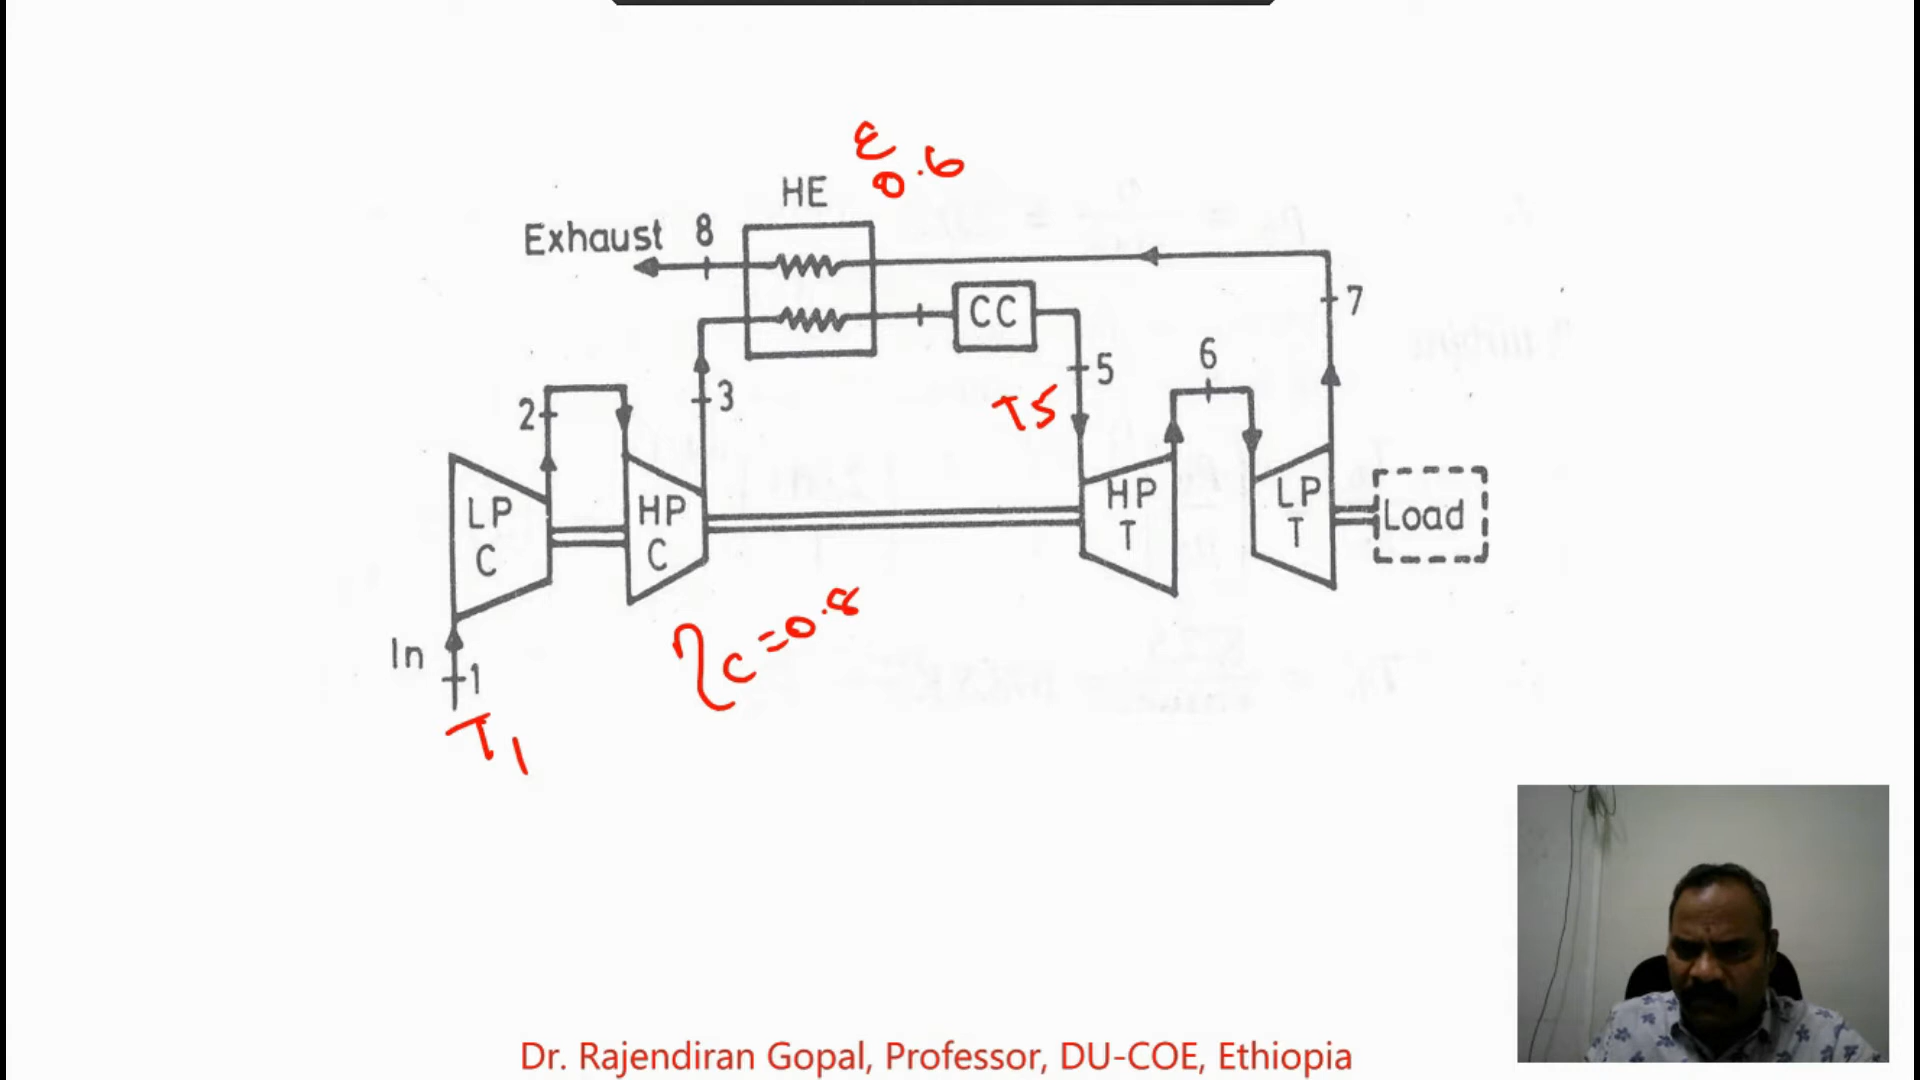 ε
0.6
HE
Exhaust 8
CC
7
6
5
T5
2
3
LP
C
HP
C
HP
T
LP
T
Load
ηc = 0.8
In
1
T1
Dr. Rajendiran Gopal, Professor, DU-COE, Ethiopia